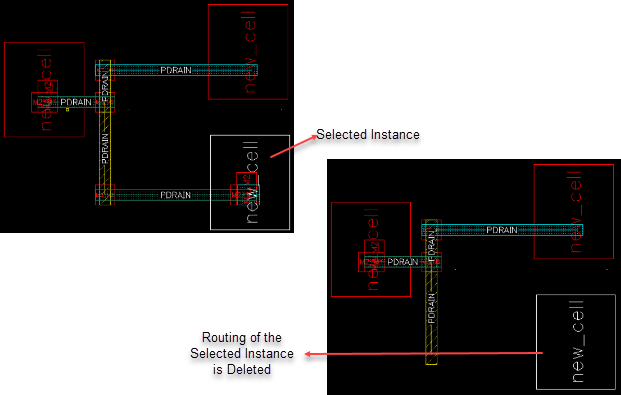 new_cell
new_cell
PDRAIN
PDRAIN
PDRAIN
PDRAIN
PDRAIN
new_cell
Selected Instance
new_cell
new_cell
PDRAIN
PDRAIN
PDRAIN
PDRAIN
new_cell
Routing of the
Selected Instance
is Deleted